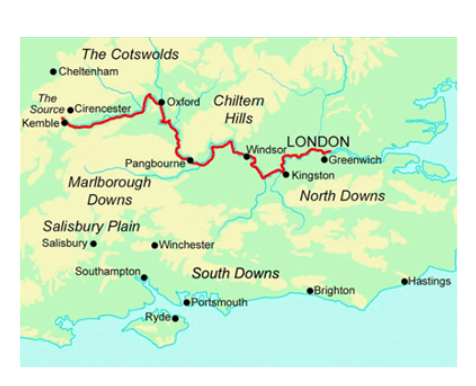 The Cotswolds
Cheltenham
The
Source
Cirencester
Kemble
Oxford
Chiltern
Hills
Pangbourne
Windsor
LONDON
Greenwich
Kingston
Marlborough
Downs
North Downs
Salisbury Plain
Salisbury
Winchester
Southampton
South Downs
Portsmouth
Ryde
Brighton
Hastings